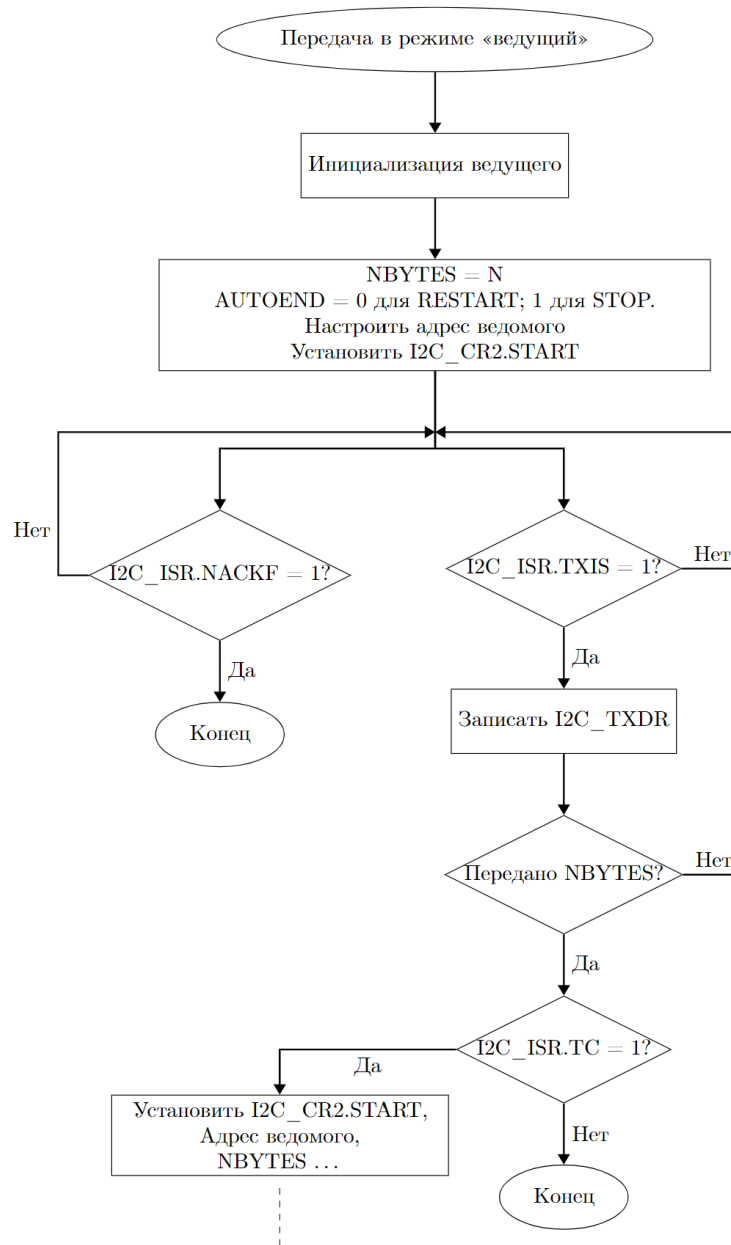 Передача в режиме «ведущий»
Инициализация ведущего
NBYTES = N
AUTOEND = 0 для RESTART; 1 для STOP.
Настроить адрес ведомого
Установить I2C_CR2.START
Нет
I2C_ISR.NACKF = 1?
I2C_ISR.TXIS = 1?
Нет
Да
Да
Конец
Записать I2C_TXDR
Передано NBYTES?
Нет
Да
I2C_ISR.TC = 1?
Да
Установить I2C_CR2.START,
Адрес ведомого,
NBYTES ...
Нет
Конец